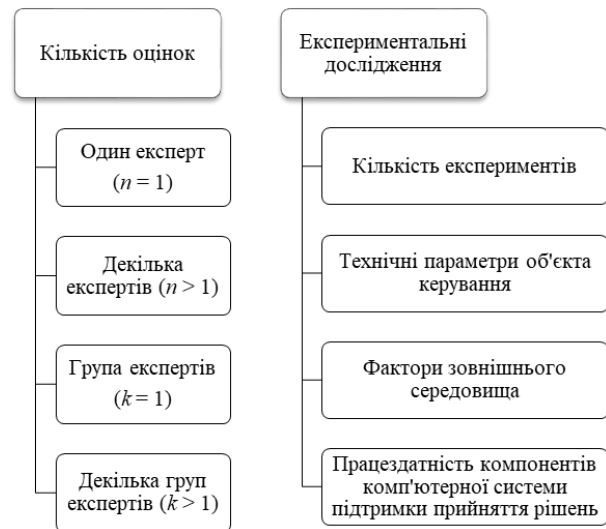 Кількість оцінок
Один експерт
(n = 1)
Декілька
експертів (n > 1)
Група експертів
(k = 1)
Декілька груп
експертів (k > 1)
Експериментальні
дослідження
Кількість експериментів
Технічні параметри об'єкта
керування
Фактори зовнішнього
середовища
Працездатність компонентів
комп'ютерної системи
підтримки прийняття рішень